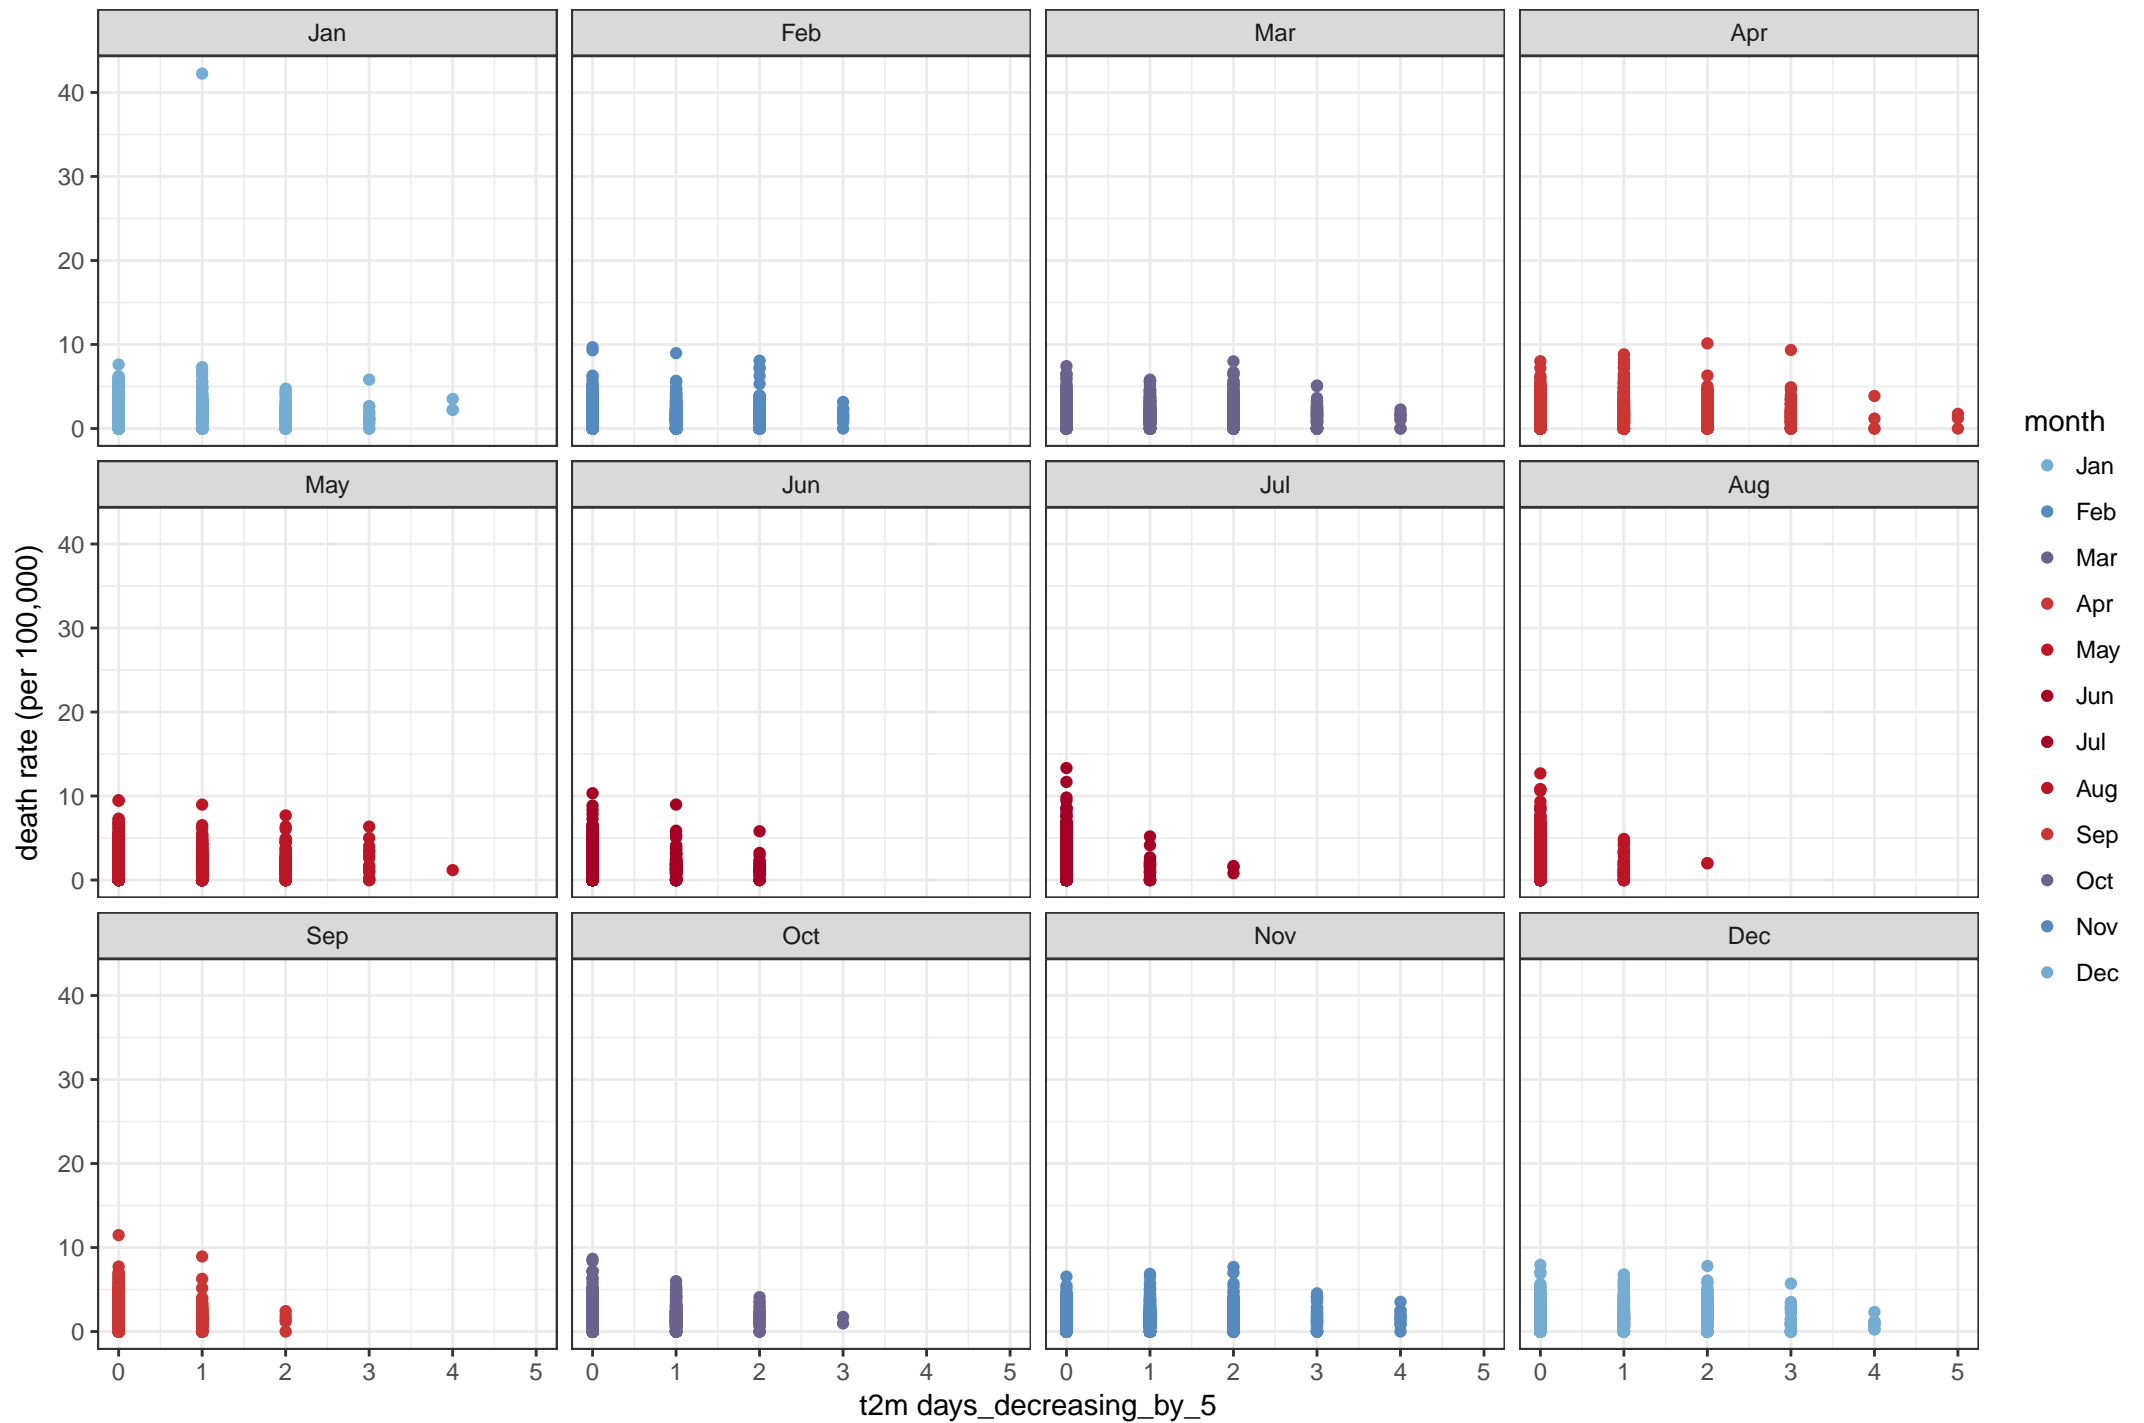 Jan Feb Mar Apr
40
30
20
10
0
May Jun Jul Aug
40
30
20
10
0
Sep Oct Nov Dec
40
30
20
10
0
0 1 2 3 4 5 0 1 2 3 4 5 0 1 2 3 4 5 0 1 2 3 4 5
t2m days_decreasing_by_5
death rate (per 100,000)
month
Jan
Feb
Mar
Apr
May
Jun
Jul
Aug
Sep
Oct
Nov
Dec